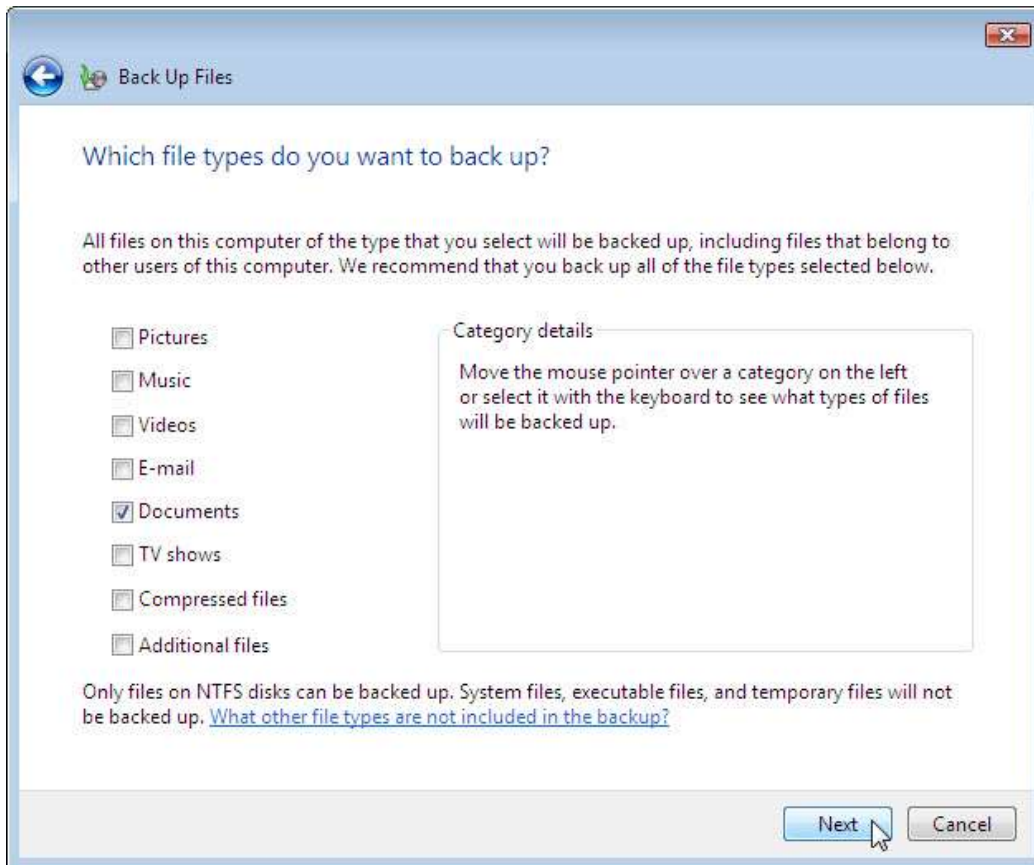 Back Up Files
Which file types do you want to back up?
All files on this computer of the type that you select will be backed up, including files that belong to
other users of this computer. We recommend that you back up all of the file types selected below.
Pictures
Music
Videos
E-mail
Documents
TV shows
Compressed files
Additional files
Category details
Move the mouse pointer over a category on the left
or select it with the keyboard to see what types of files
will be backed up.
Only files on NTFS disks can be backed up. System files, executable files, and temporary files will not
be backed up. What other file types are not included in the backup?
Next
Cancel